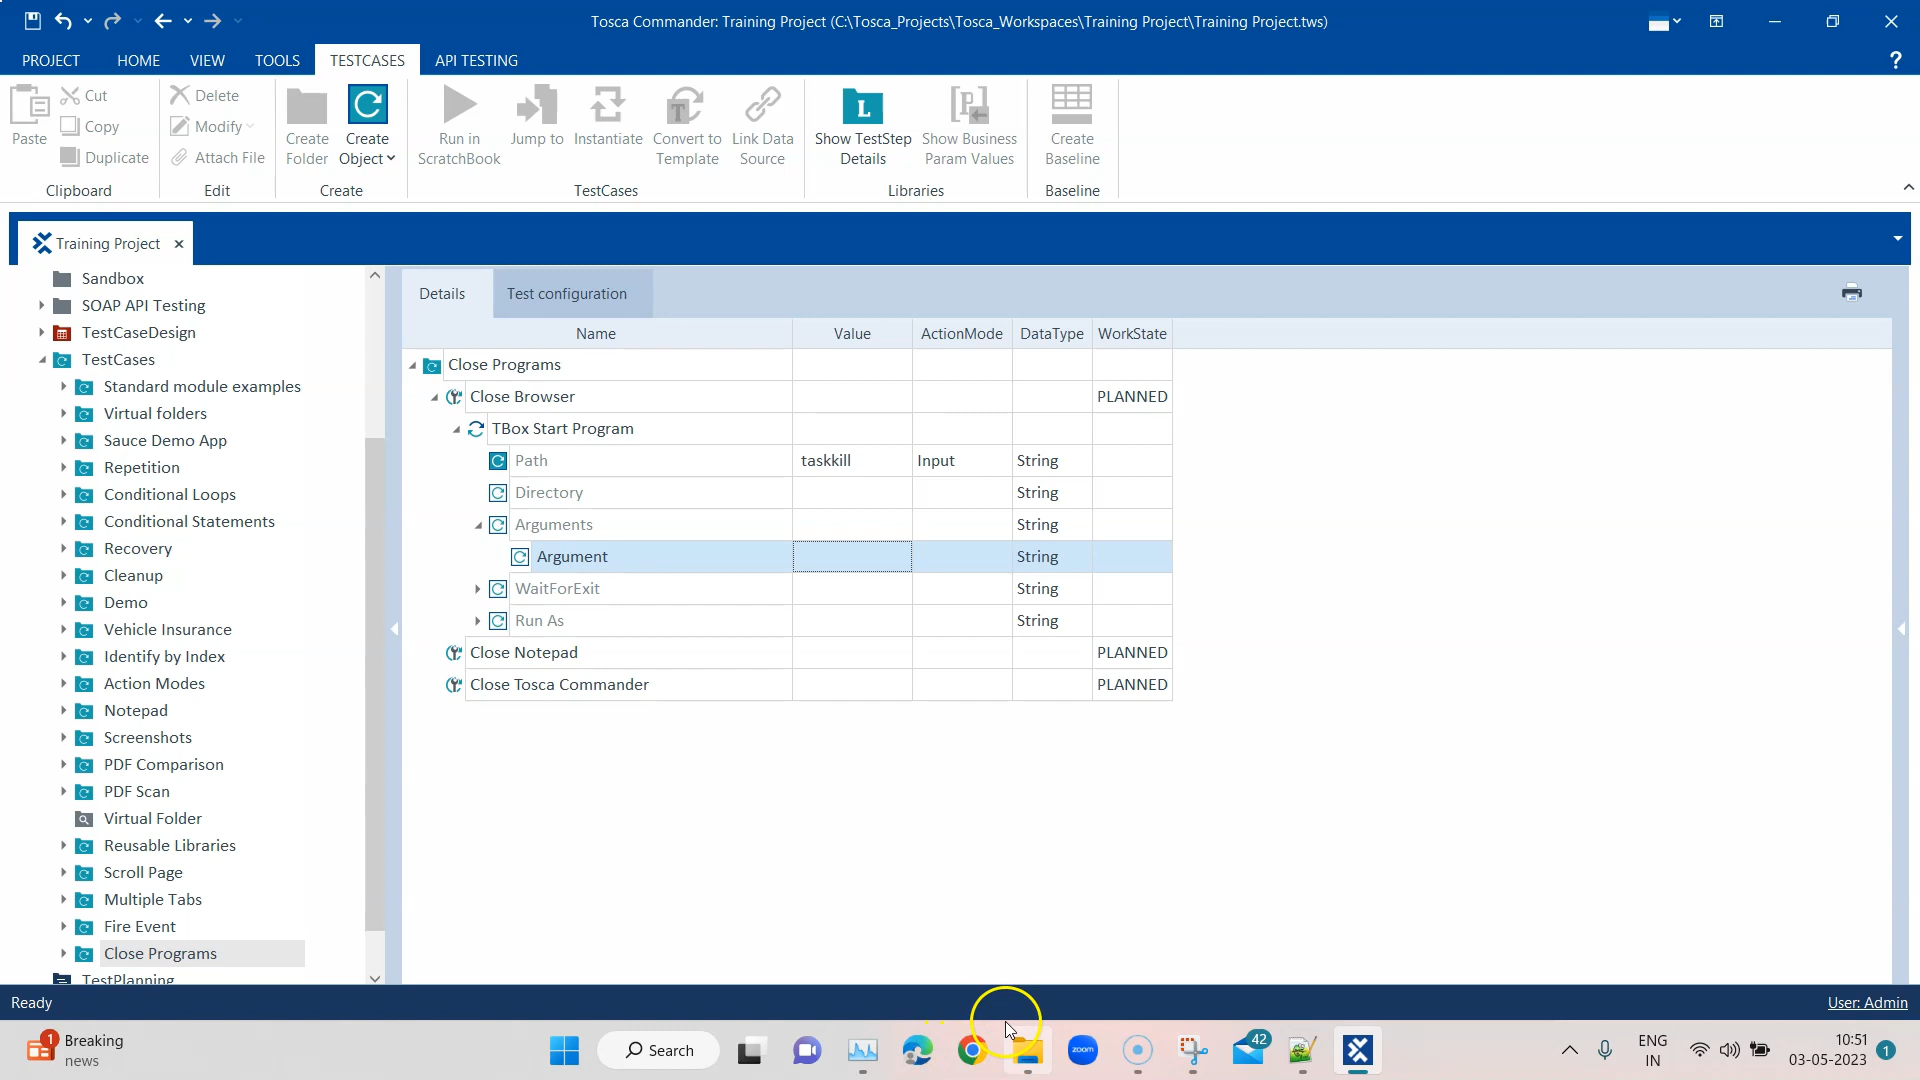 Tosca Commander: Training Project (C:\Tosca_Projects\Tosca_Workspaces\Training Project\Training Project.tws)
PROJECT HOME VIEW TOOLS TESTCASES API TESTING ?
Paste Cut Copy Duplicate
Clipboard
Delete Modify Attach File
Edit
Create Folder Create Object
Create
Run in ScratchBook Jump to Instantiate Convert to Template Link Data Source
TestCases
L Show TestStep Details Show Business Param Values
Libraries
Create Baseline
Baseline
Training Project
Sandbox
SOAP API Testing
TestCaseDesign
TestCases
Standard module examples
Virtual folders
Sauce Demo App
Repetition
Conditional Loops
Conditional Statements
Recovery
Cleanup
Demo
Vehicle Insurance
Identify by Index
Action Modes
Notepad
Screenshots
PDF Comparison
PDF Scan
Virtual Folder
Reusable Libraries
Scroll Page
Multiple Tabs
Fire Event
Close Programs
TestPlanning
Details Test configuration
Name Value ActionMode DataType WorkState
Close Programs
Close Browser PLANNED
TBox Start Program
Path taskkill Input String
Directory String
Arguments String
Argument String
WaitForExit String
Run As String
Close Notepad PLANNED
Close Tosca Commander PLANNED
Ready User: Admin
1 Breaking
news
Search
zoom
42
ENG
IN
10:51
03-05-2023
1